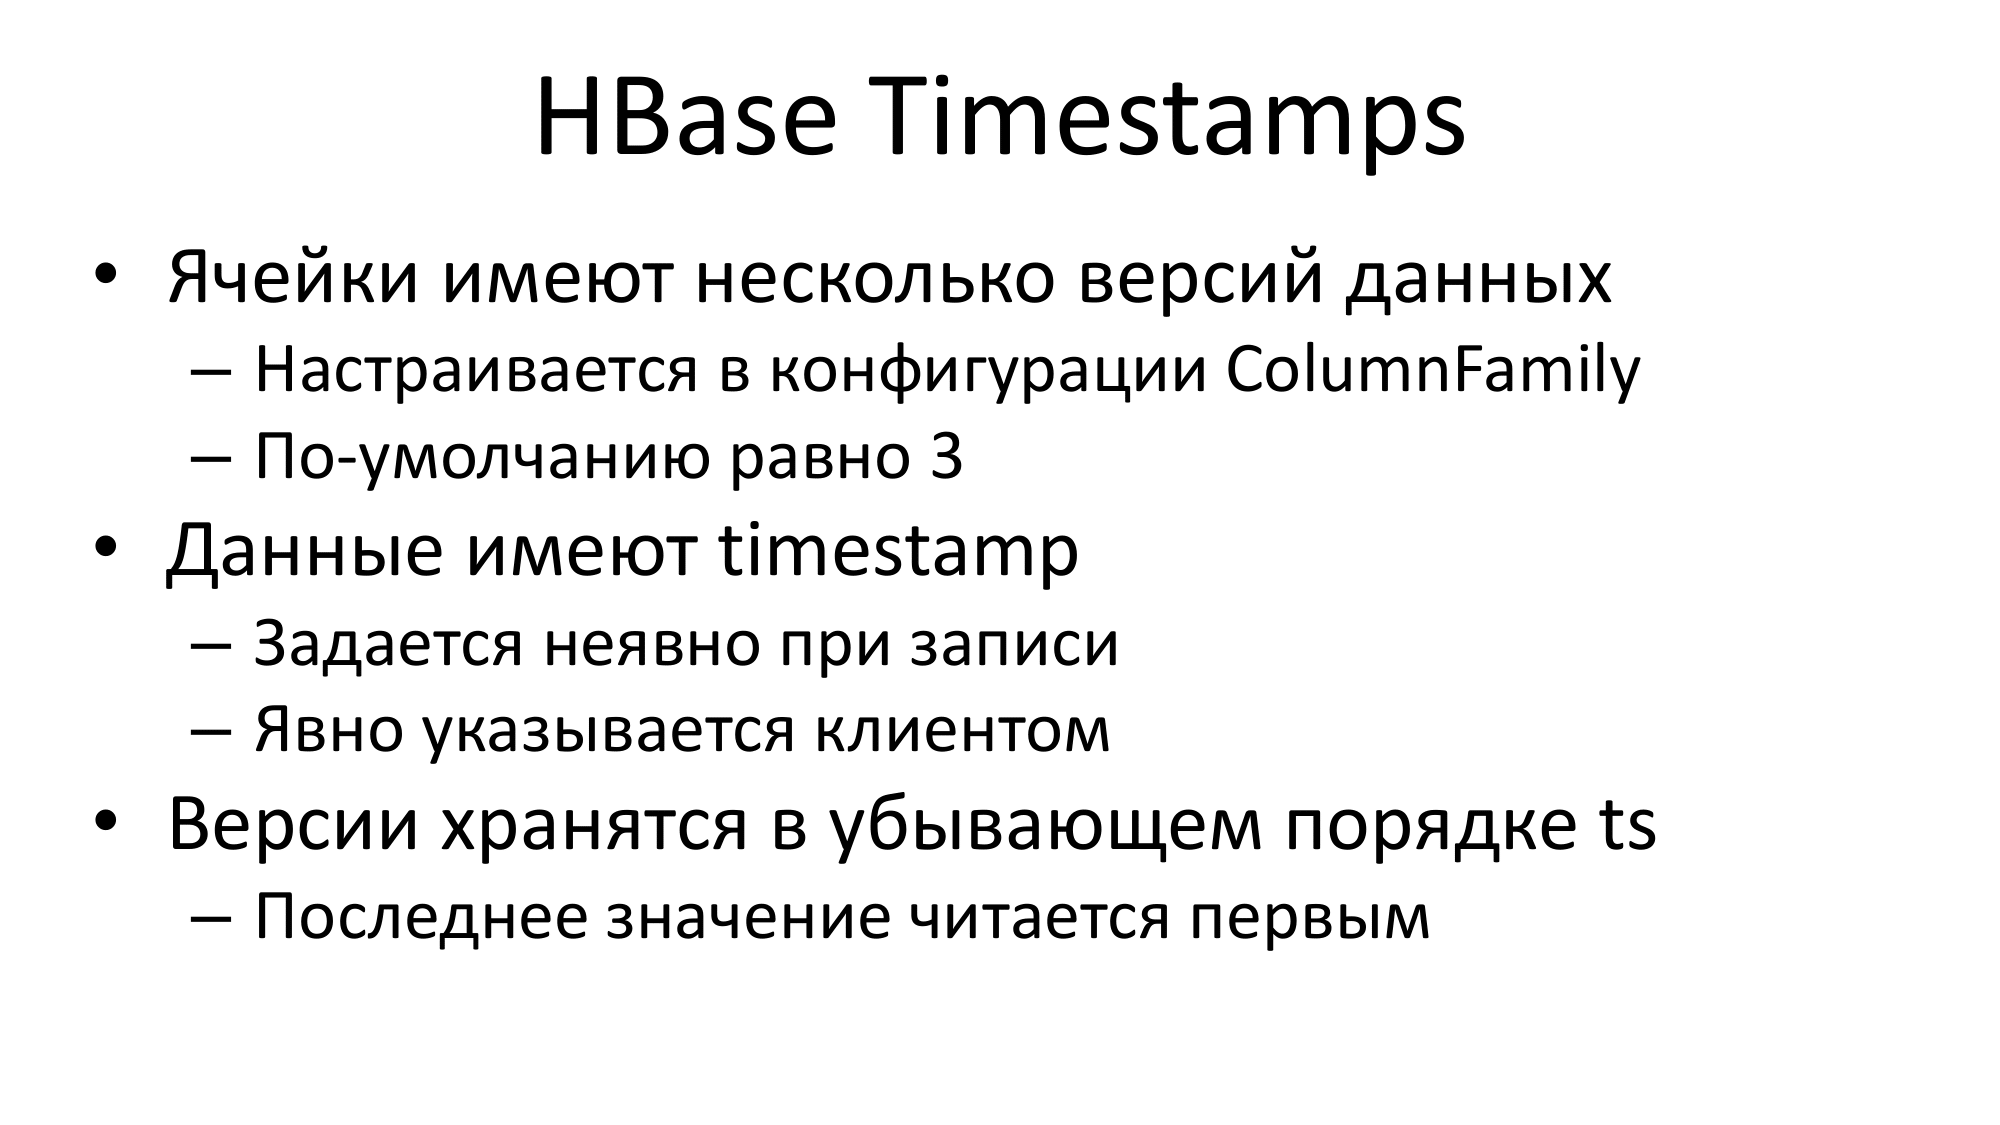 HBase Timestamps
• Ячейки имеют несколько версий данных
– Настраивается в конфигурации ColumnFamily
– По-умолчанию равно 3
• Данные имеют timestamp
– Задается неявно при записи
– Явно указывается клиентом
• Версии хранятся в убывающем порядке ts
– Последнее значение читается первым